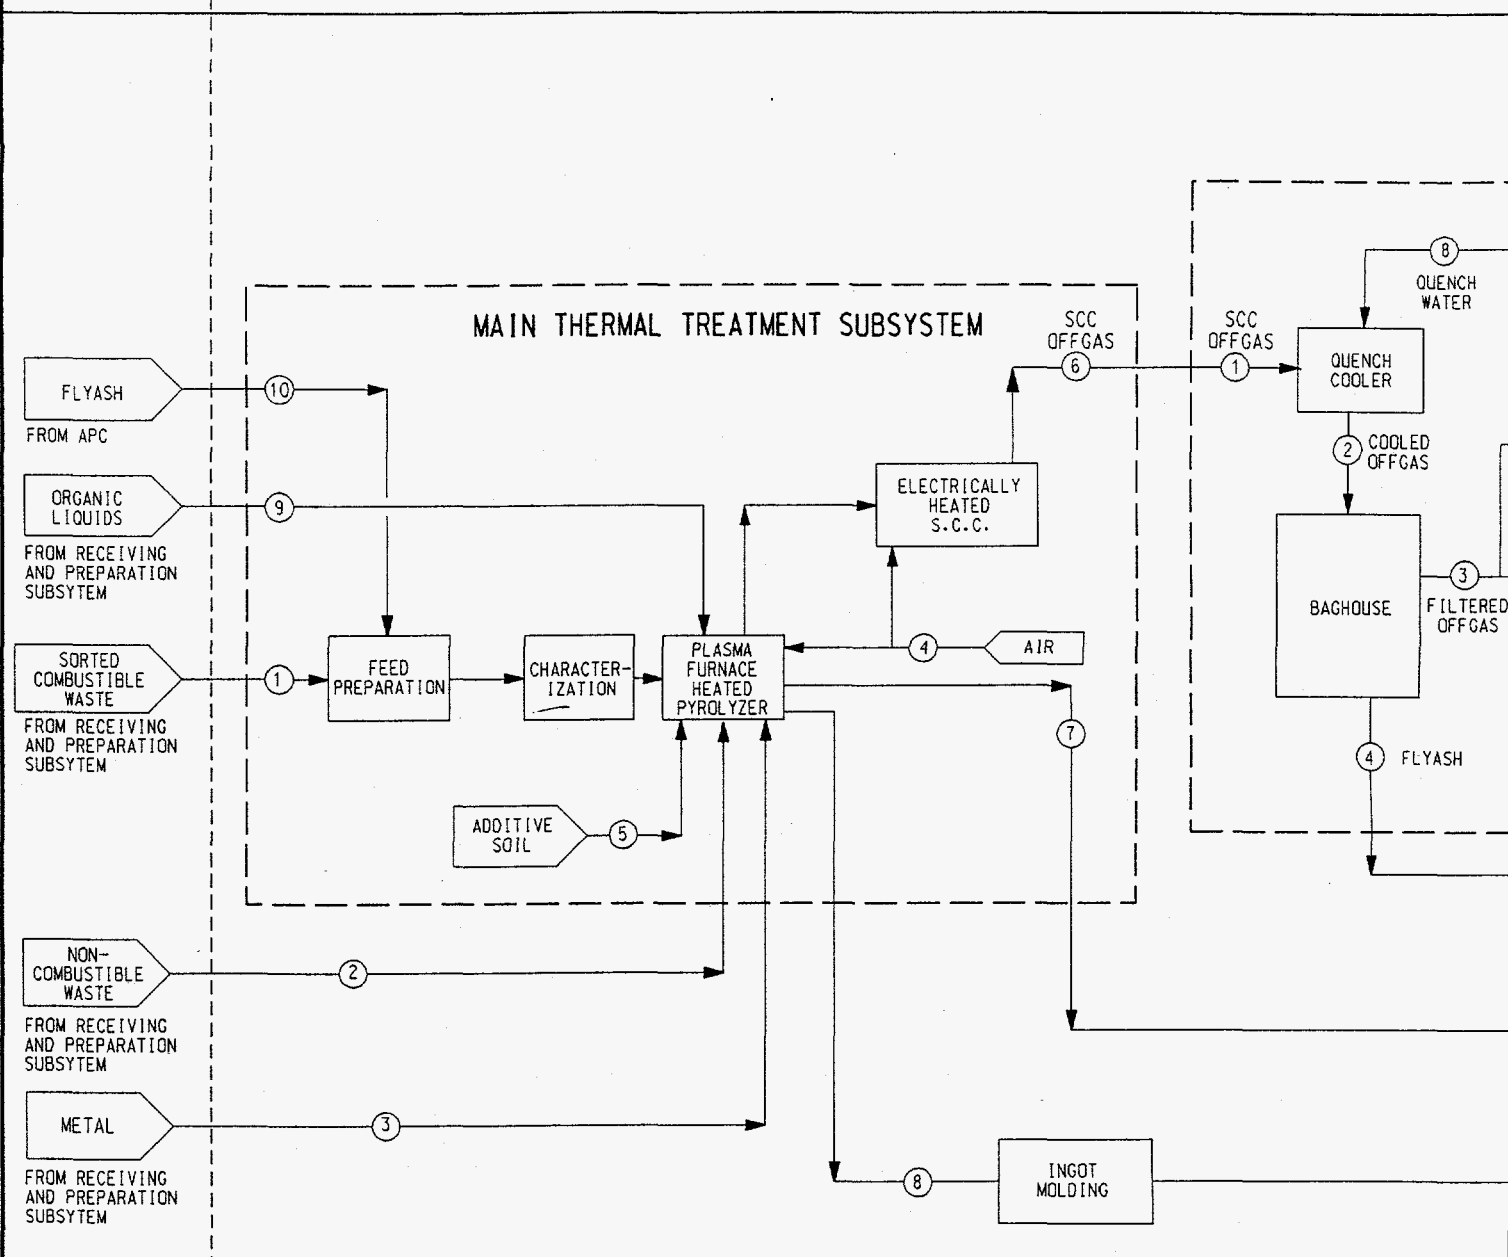 MAIN THERMAL TREATMENT SUBSYSTEM
FLYASH
FROM APC
10
ORGANIC
LIQUIDS
FROM RECEIVING
AND PREPARATION
SUBSYTEM
9
SORTED
COMBUSTIBLE
WASTE
FROM RECEIVING
AND PREPARATION
SUBSYTEM
1
FEED
PREPARATION
CHARACTER-
IZATION
PLASMA
FURNACE
HEATED
PYROLYZER
ADDITIVE
SOIL
5
ELECTRICALLY
HEATED
S.C.C.
4
AIR
7
SCC
OFFGAS
6
NON-
COMBUSTIBLE
WASTE
FROM RECEIVING
AND PREPARATION
SUBSYTEM
2
METAL
FROM RECEIVING
AND PREPARATION
SUBSYTEM
3
8
INGOT
MOLDING
SCC
OFFGAS
1
8
QUENCH
WATER
QUENCH
COOLER
2
COOLED
OFFGAS
BAGHOUSE
3
FILTERED
OFFGAS
4
FLYASH